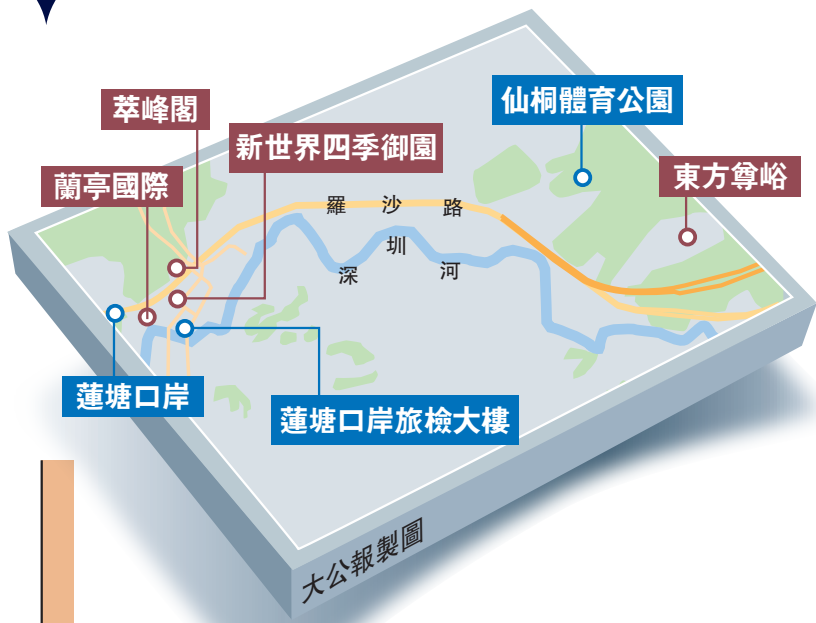 仙桐體育公園
萃峰閣
新世界四季御園
蘭亭國際
東方尊峪
羅沙路
深圳河
蓮塘口岸
蓮塘口岸旅檢大樓
大公報製圖